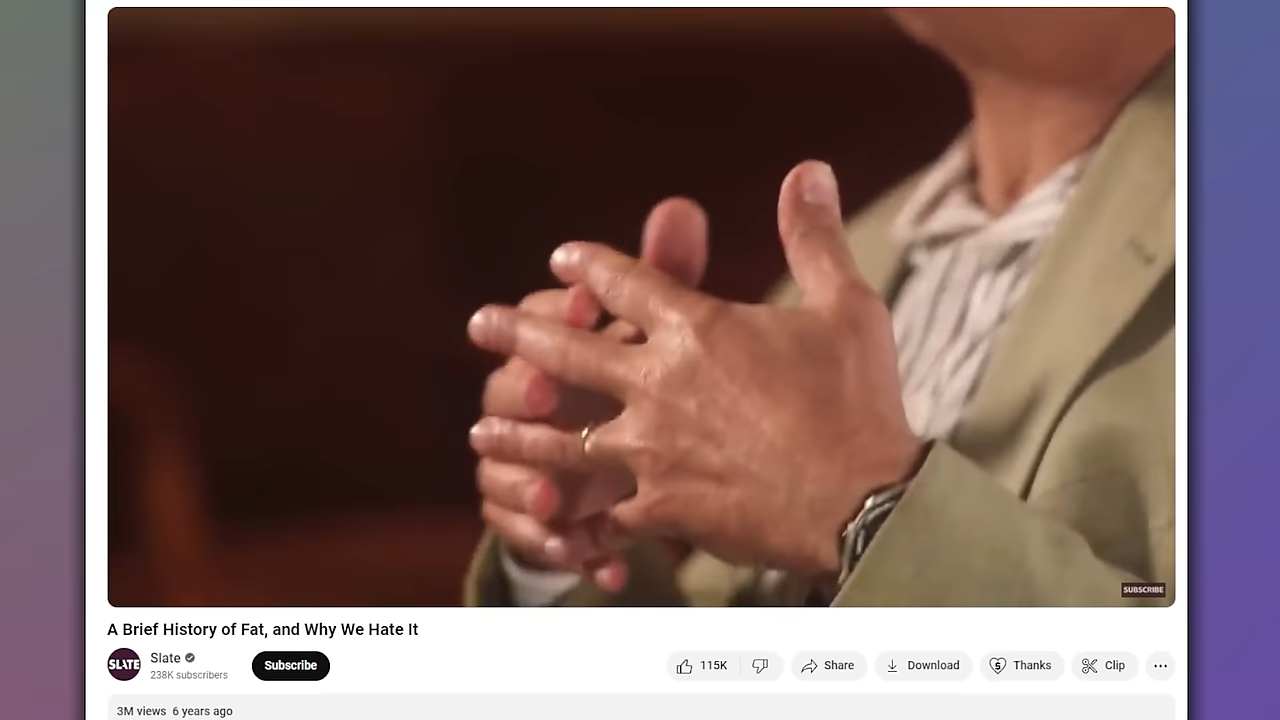 SUBSCRIBE
A Brief History of Fat, and Why We Hate It
SLATE
Slate
238K subscribers
Subscribe
115K
Share
Download
Thanks
Clip
3M views 6 years ago